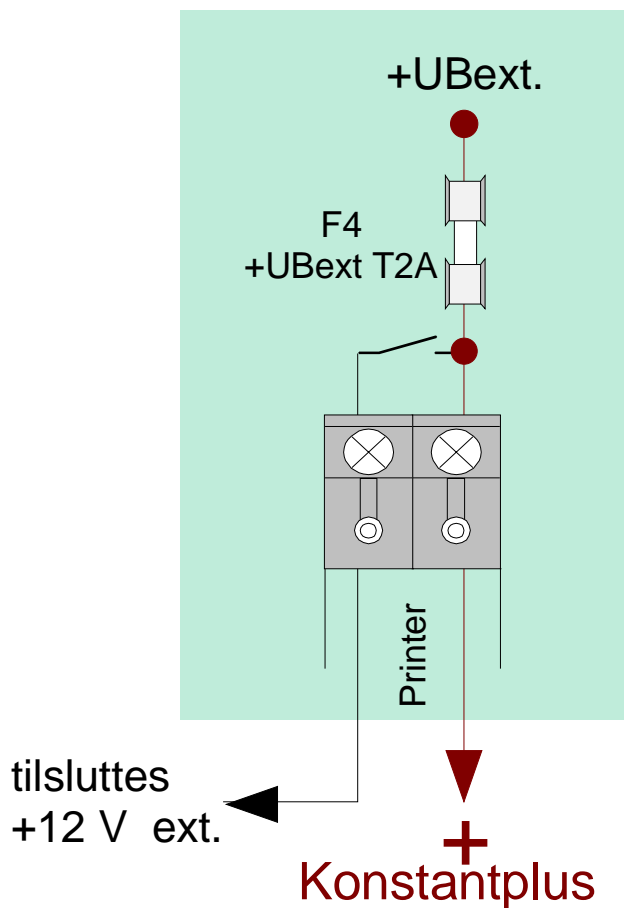 +UBext.
F4
+UBext T2A
Printer
tilsluttes
+12 V ext.
+
Konstantplus